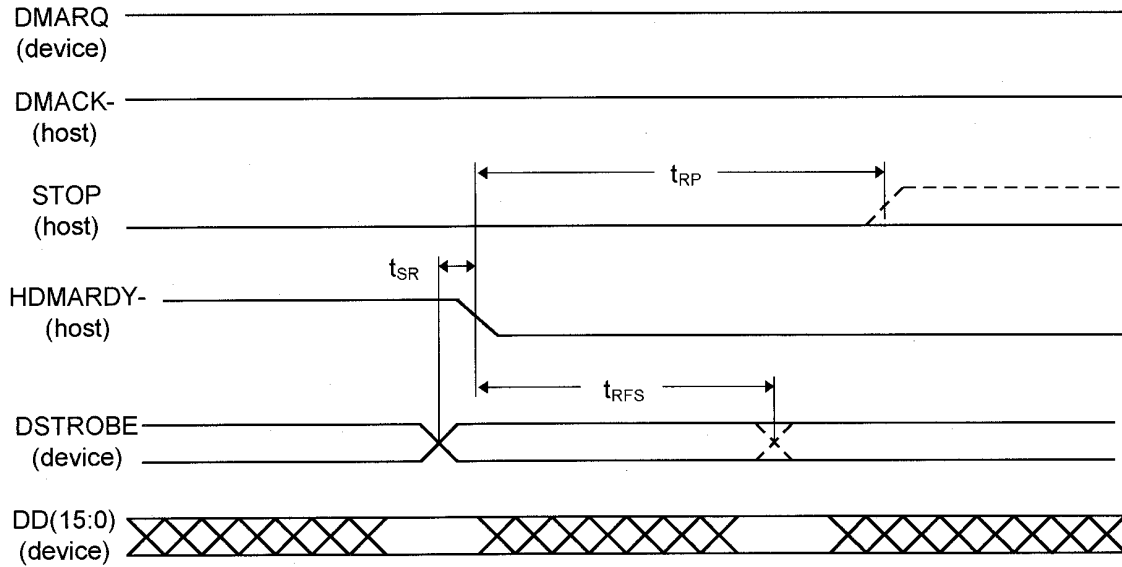 DMARQ
(device)
DMACK-
(host)
tRP
STOP
(host)
tSR
HDMARDY-
(host)
tRFS
DSTROBE
(device)
DD(15:0)
(device)